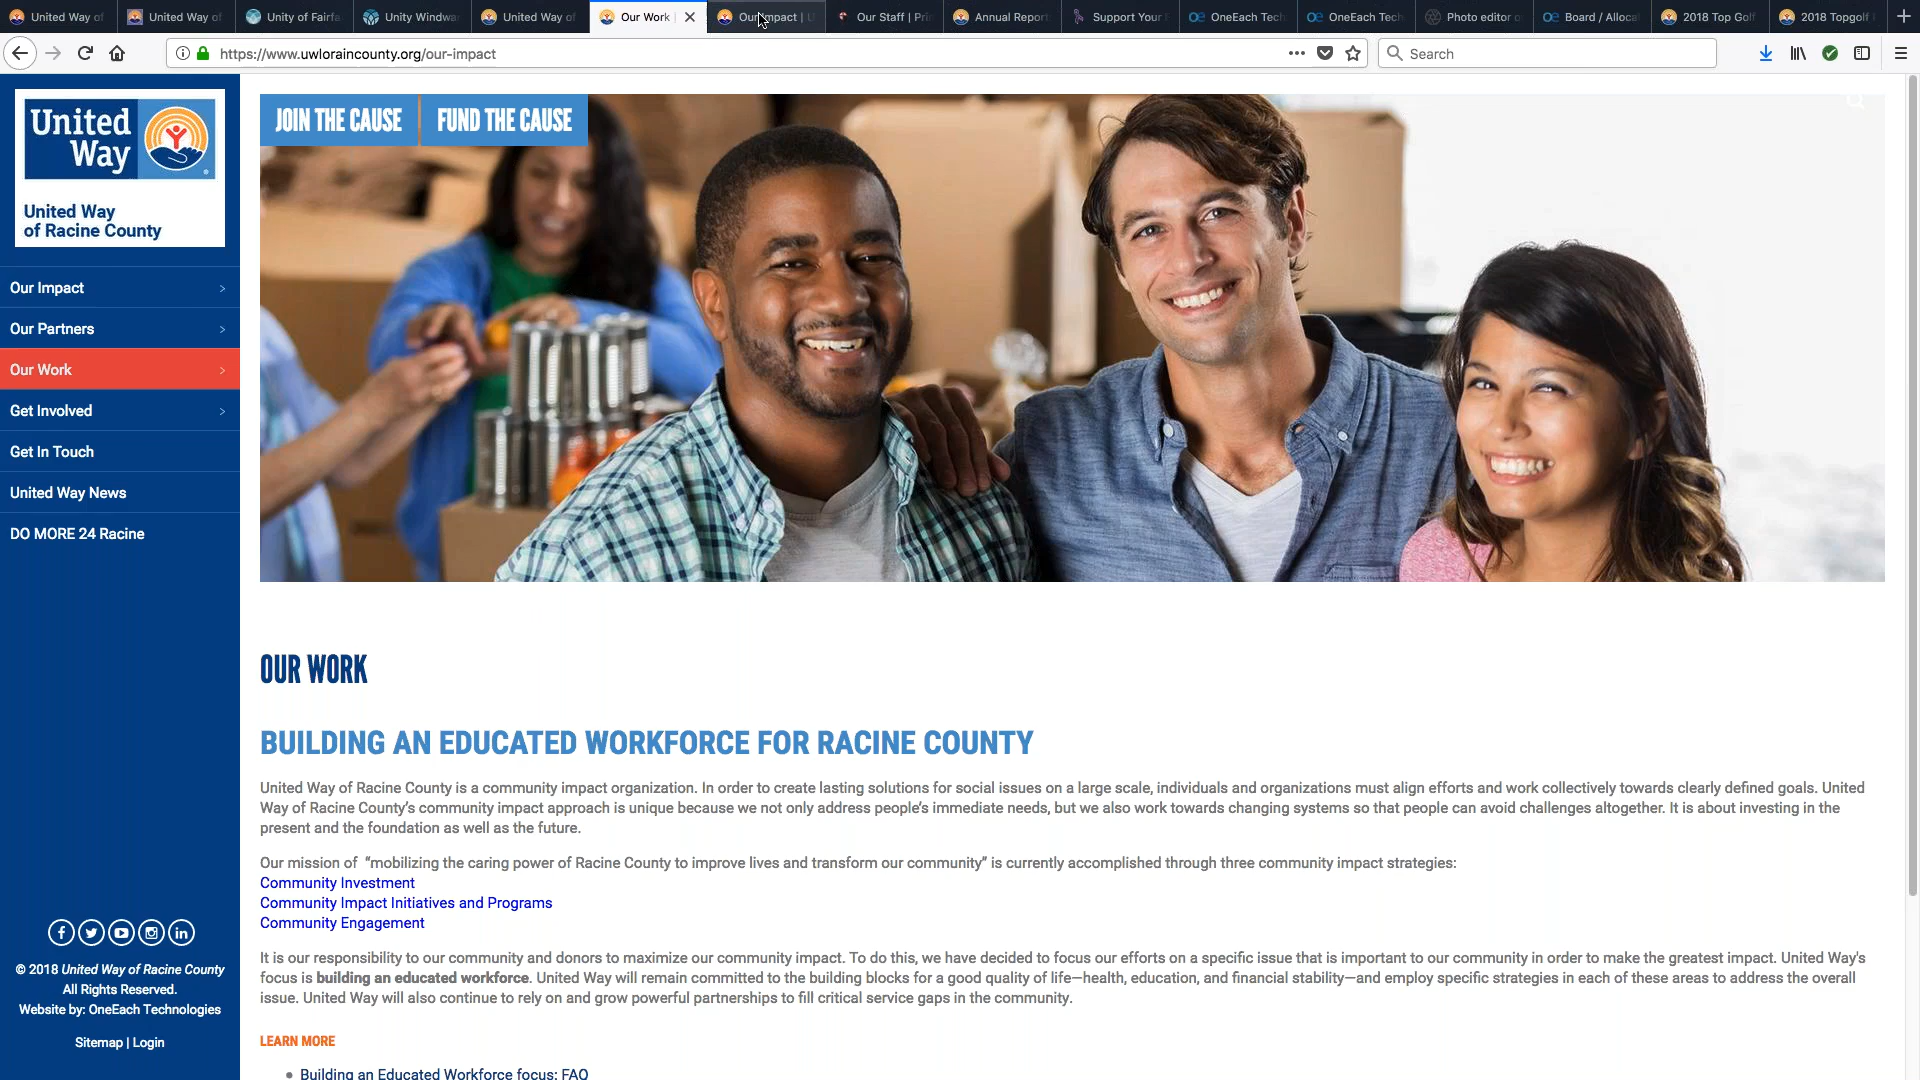 United Way of
United Way of
Unity of Fairfa
Unity Windwar
United Way of
Our Work
Our Impact | U
Our Staff | Pri
Annual Report
Support Your
OneEach Tech
OneEach Tech
Photo editor o
Board / Alloca
2018 Top Golf
2018 Topgolf
https://www.uwloraincounty.org/our-impact
Search
United Way
United Way
of Racine County
JOIN THE CAUSE
FUND THE CAUSE
Our Impact >
Our Partners >
Our Work >
Get Involved >
Get In Touch
United Way News
DO MORE 24 Racine
© 2018 United Way of Racine County
All Rights Reserved.
Website by: OneEach Technologies
Sitemap | Login
OUR WORK
BUILDING AN EDUCATED WORKFORCE FOR RACINE COUNTY
United Way of Racine County is a community impact organization. In order to create lasting solutions for social issues on a large scale, individuals and organizations must align efforts and work collectively towards clearly defined goals. United
Way of Racine County's community impact approach is unique because we not only address people's immediate needs, but we also work towards changing systems so that people can avoid challenges altogether. It is about investing in the
present and the foundation as well as the future.
Our mission of “mobilizing the caring power of Racine County to improve lives and transform our community” is currently accomplished through three community impact strategies:
Community Investment
Community Impact Initiatives and Programs
Community Engagement
It is our responsibility to our community and donors to maximize our community impact. To do this, we have decided to focus our efforts on a specific issue that is important to our community in order to make the greatest impact. United Way's
focus is building an educated workforce. United Way will remain committed to the building blocks for a good quality of life—health, education, and financial stability—and employ specific strategies in each of these areas to address the overall
issue. United Way will also continue to rely on and grow powerful partnerships to fill critical service gaps in the community.
LEARN MORE
Building an Educated Workforce focus: FAQ